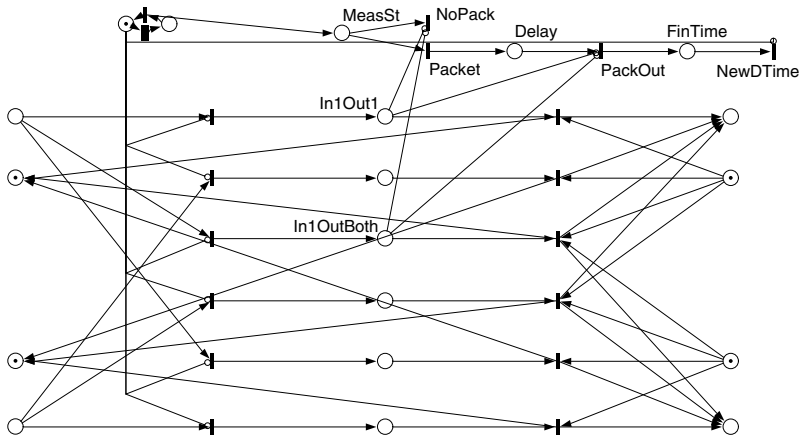 MeasSt
NoPack
Delay
FinTime
Packet
PackOut
NewDTime
In1Out1
In1OutBoth